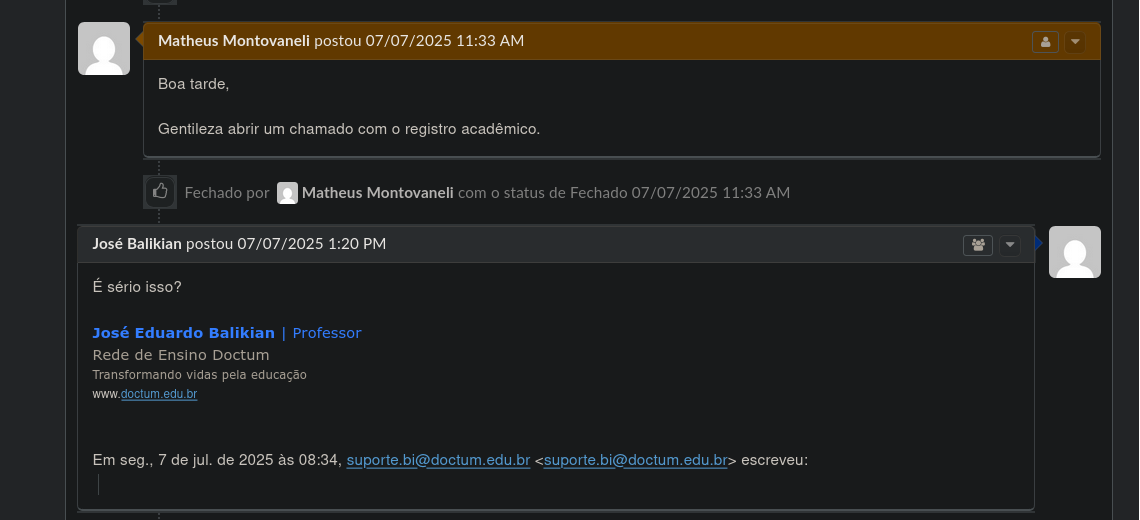 Matheus Montovaneli postou 07/07/2025 11:33 AM
Boa tarde,
Gentileza abrir um chamado com o registro acadêmico.
Fechado por Matheus Montovaneli com o status de Fechado 07/07/2025 11:33 AM
José Balikian postou 07/07/2025 1:20 PM
É sério isso?
José Eduardo Balikian | Professor
Rede de Ensino Doctum
Transformando vidas pela educação
www.doctum.edu.br
Em seg., 7 de jul. de 2025 às 08:34, suporte.bi@doctum.edu.br <suporte.bi@doctum.edu.br> escreveu: